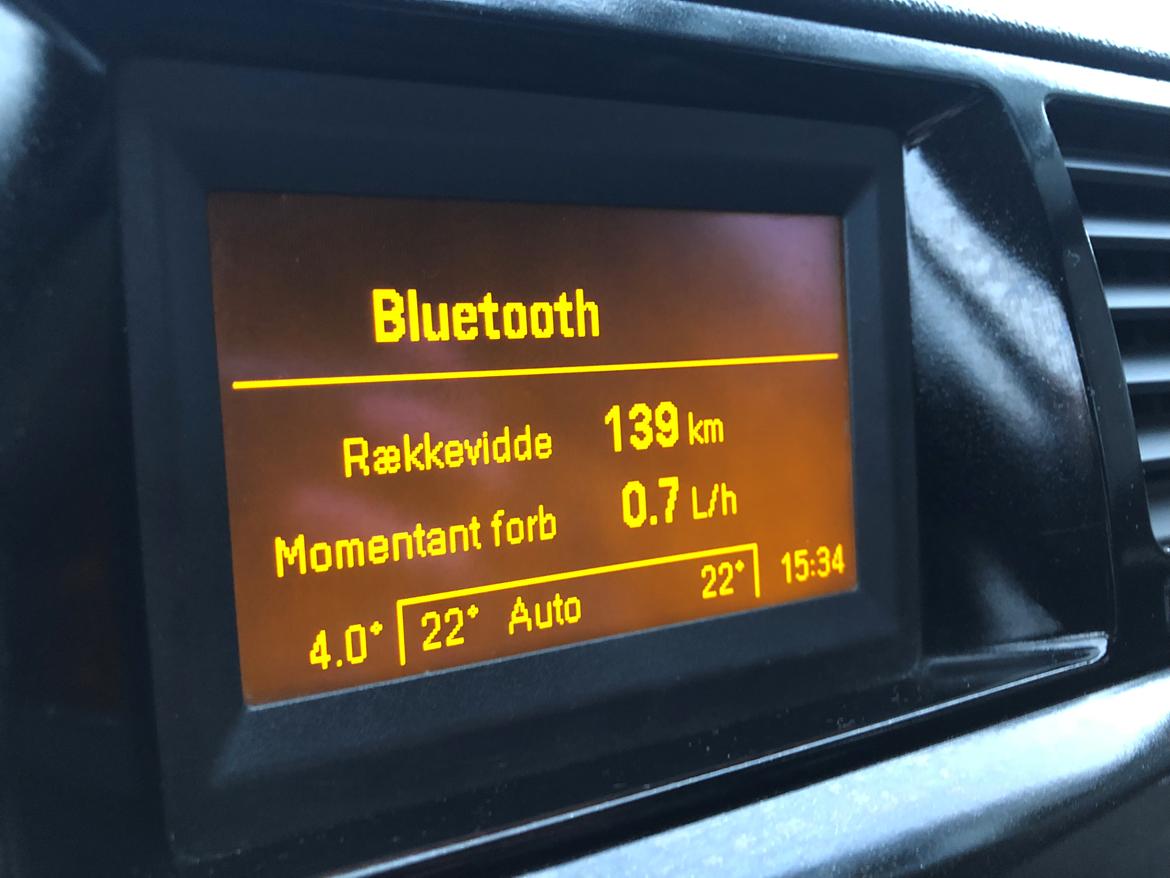 Bluetooth
Rækkevidde 139 km
Momentant forb 0.7 L/h
4.0° 22° Auto 22° 15:34